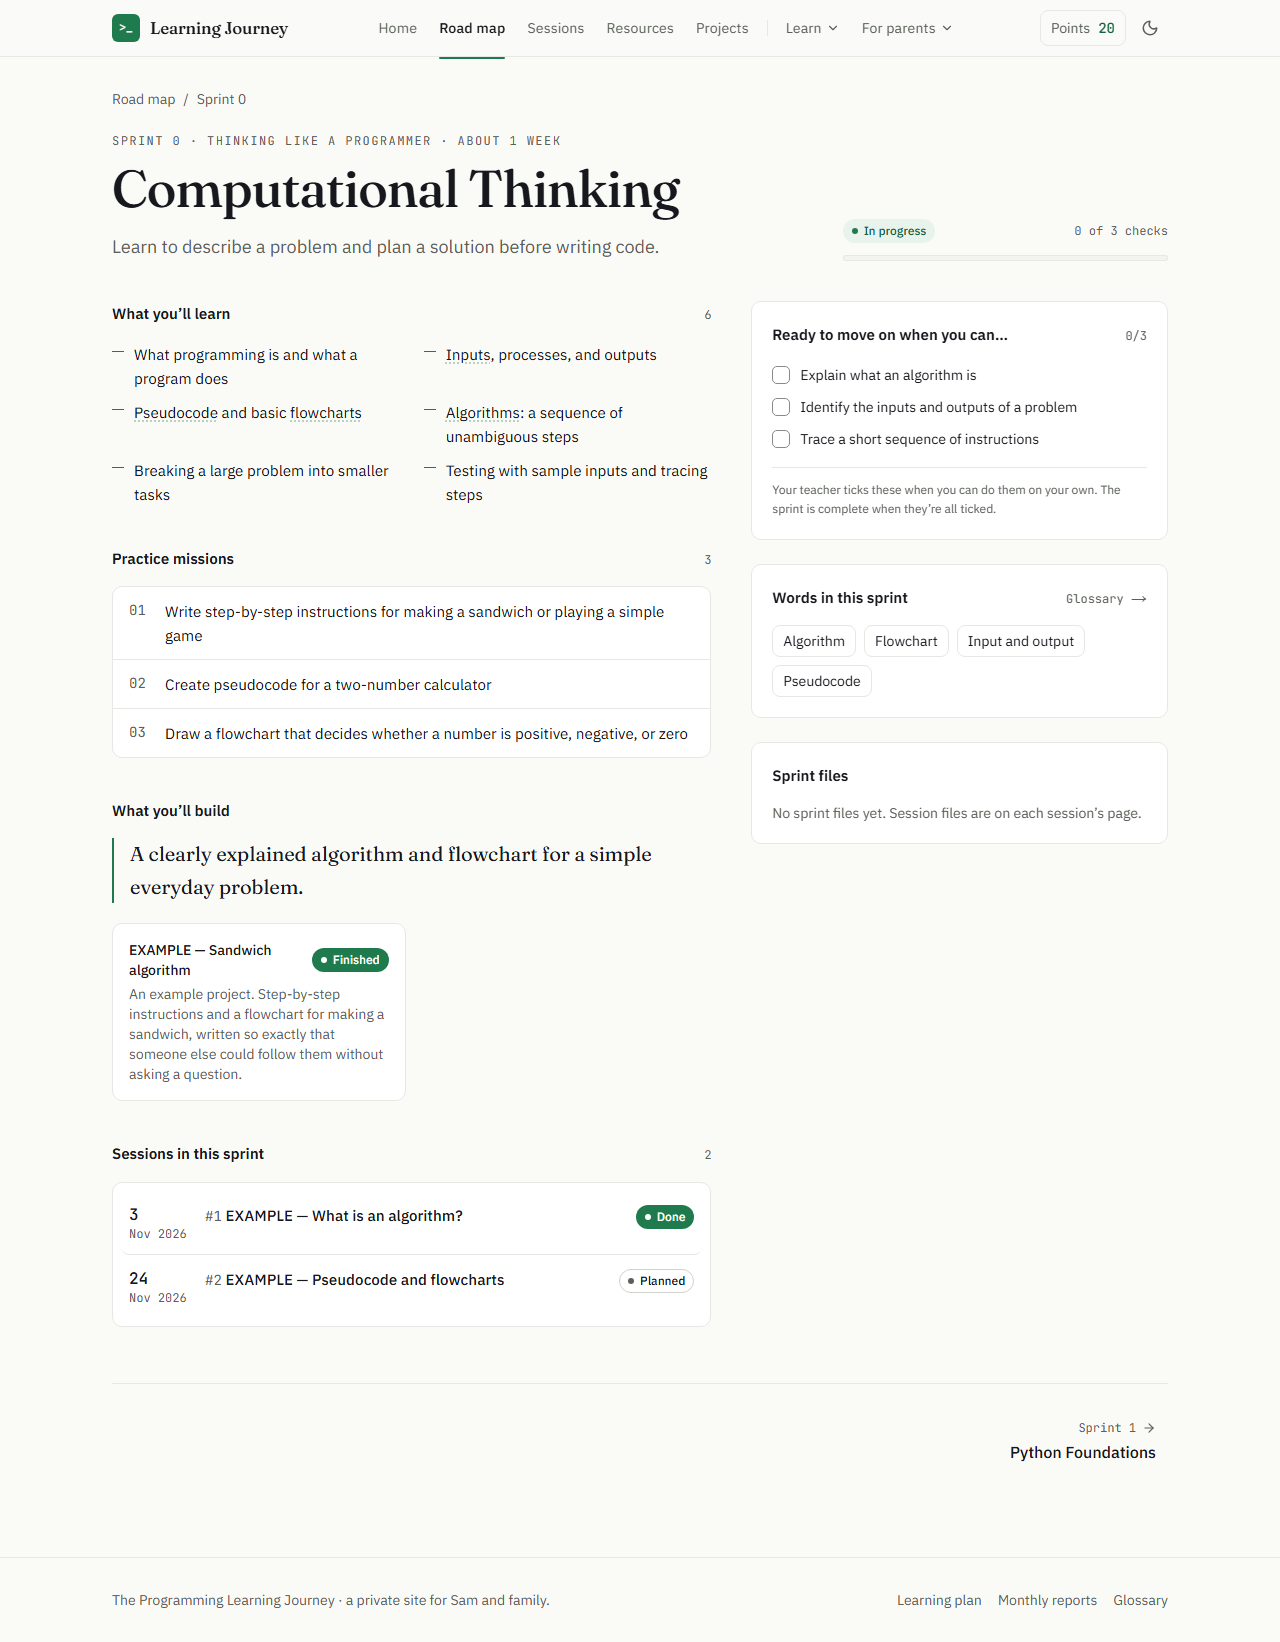 >_ Learning Journey
Home Road map Sessions Resources Projects Learn For parents Points 20
Road map / Sprint 0
SPRINT 0 · THINKING LIKE A PROGRAMMER · ABOUT 1 WEEK
Computational Thinking
Learn to describe a problem and plan a solution before writing code.
In progress 0 of 3 checks
What you’ll learn 6
What programming is and what a
program does
Inputs, processes, and outputs
Pseudocode and basic flowcharts
Algorithms: a sequence of
unambiguous steps
Breaking a large problem into smaller
tasks
Testing with sample inputs and tracing
steps
Practice missions 3
01 Write step-by-step instructions for making a sandwich or playing a simple
game
02 Create pseudocode for a two-number calculator
03 Draw a flowchart that decides whether a number is positive, negative, or zero
What you’ll build
A clearly explained algorithm and flowchart for a simple
everyday problem.
EXAMPLE — Sandwich
algorithm
Finished
An example project. Step-by-step
instructions and a flowchart for making a
sandwich, written so exactly that
someone else could follow them without
asking a question.
Sessions in this sprint 2
3
Nov 2026
#1 EXAMPLE — What is an algorithm? Done
24
Nov 2026
#2 EXAMPLE — Pseudocode and flowcharts Planned
Ready to move on when you can… 0/3
Explain what an algorithm is
Identify the inputs and outputs of a problem
Trace a short sequence of instructions
Your teacher ticks these when you can do them on your own. The
sprint is complete when they’re all ticked.
Words in this sprint Glossary →
Algorithm Flowchart Input and output
Pseudocode
Sprint files
No sprint files yet. Session files are on each session’s page.
Sprint 1 →
Python Foundations
The Programming Learning Journey · a private site for Sam and family. Learning plan Monthly reports Glossary